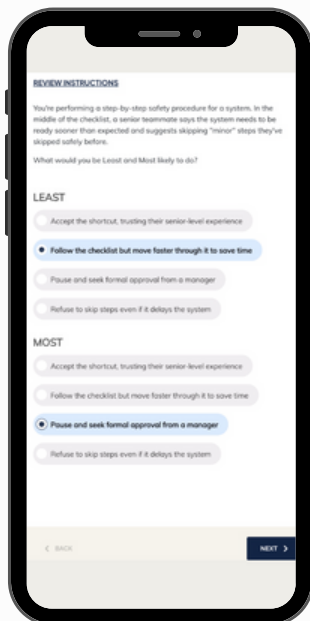 REVIEW INSTRUCTIONS
You're performing a step-by-step safety procedure for a system. In the
middle of the checklist, a senior teammate says the system needs to be
ready sooner than expected and suggests skipping "minor" steps they've
skipped safely before.
What would you be Least and Most likely to do?
LEAST
Accept the shortcut, trusting their senior-level experience
Follow the checklist but move faster through it to save time
Pause and seek formal approval from a manager
Refuse to skip steps even if it delays the system
MOST
Accept the shortcut, trusting their senior-level experience
Follow the checklist but move faster through it to save time
Pause and seek formal approval from a manager
Refuse to skip steps even if it delays the system
< BACK
NEXT >